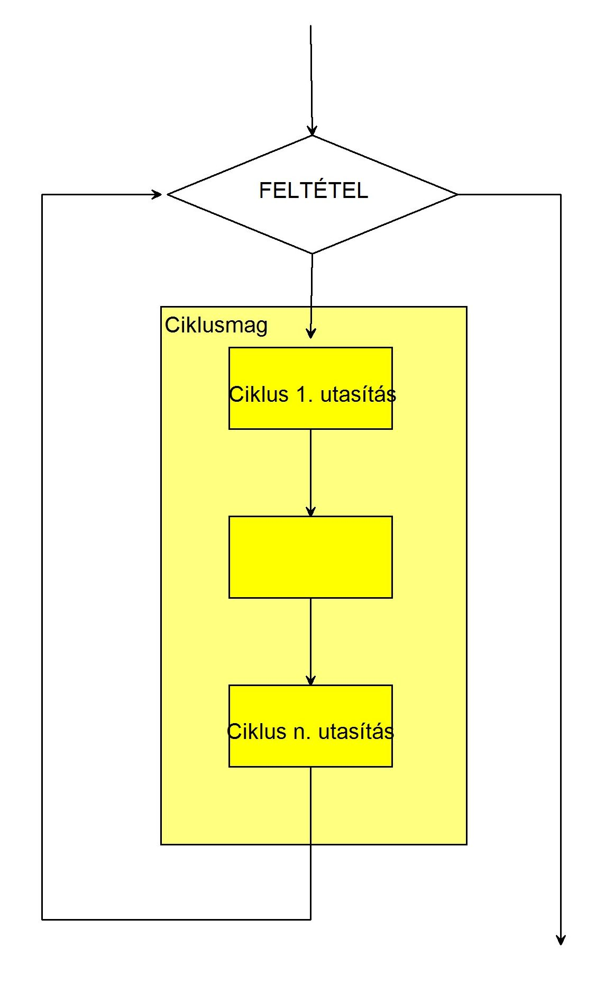 FELTÉTEL
Ciklusmag
Ciklus 1. utasítás
Ciklus n. utasítás